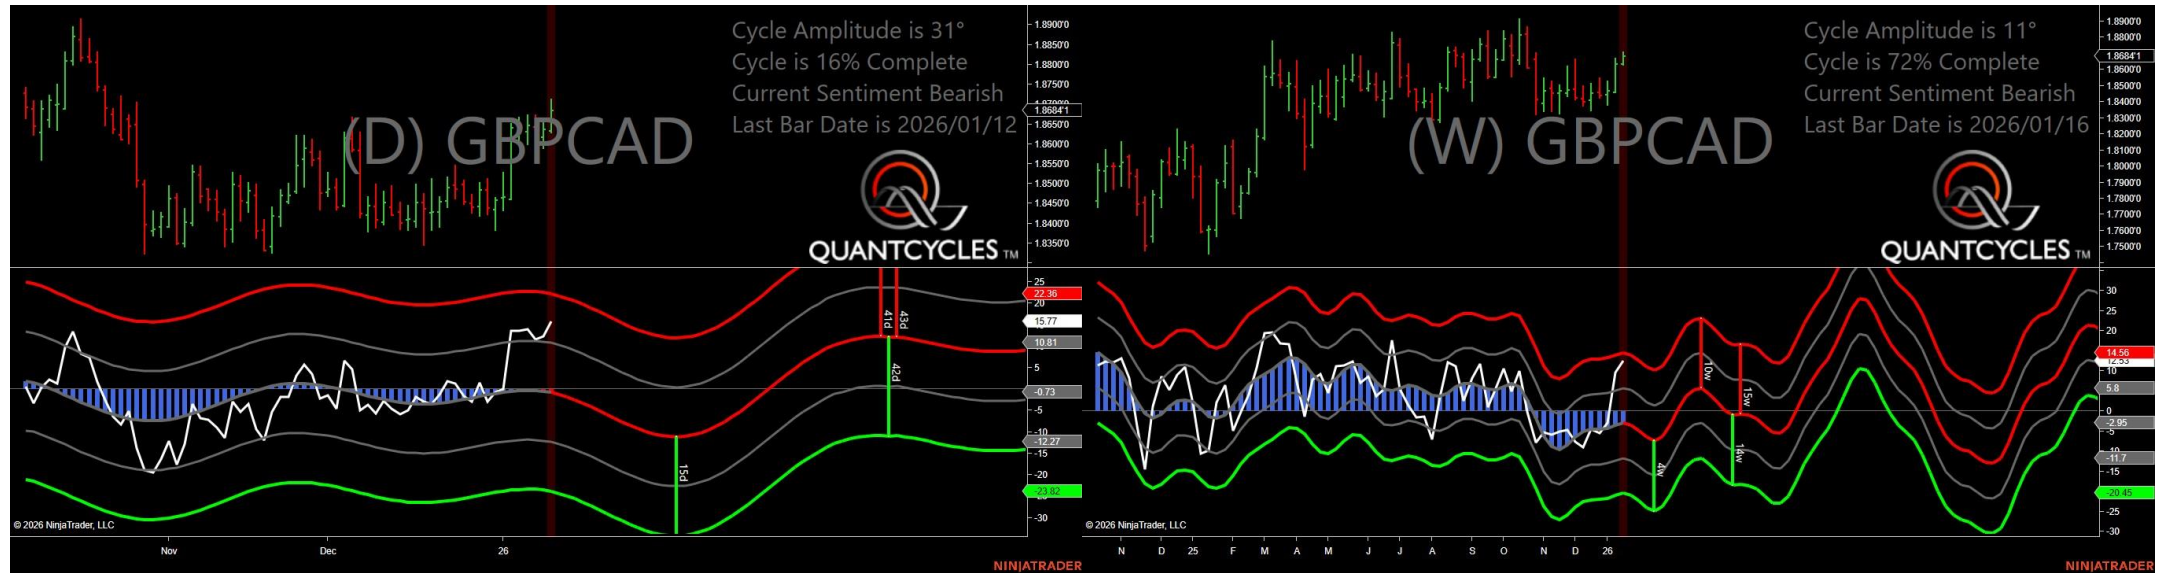 Cycle Amplitude is 31°
Cycle is 16% Complete
Current Sentiment Bearish
Last Bar Date is 2026/01/12
(D) GBPCAD
QUANTCYCLES TM
1.8900'0
1.8850'0
1.8800'0
1.8750'0
1.8684'1
1.8650'0
1.8600'0
1.8550'0
1.8500'0
1.8450'0
1.8400'0
1.8350'0
25
22.36
20
15.77
10.81
5
-0.73
-5
-10
-12.27
-15
-20
-23.82
-30
41d
43d
42d
15d
© 2026 NinjaTrader, LLC
Nov
Dec
26
NINJATRADER
Cycle Amplitude is 11°
Cycle is 72% Complete
Current Sentiment Bearish
Last Bar Date is 2026/01/16
(W) GBPCAD
QUANTCYCLES TM
1.8900'0
1.8800'0
1.8684'1
1.8600'0
1.8500'0
1.8400'0
1.8300'0
1.8200'0
1.8100'0
1.8000'0
1.7900'0
1.7800'0
1.7700'0
1.7600'0
1.7500'0
30
25
20
14.56
10
5.8
0
-2.95
-5
-11.7
-15
-20.45
-25
-30
10w
15w
4w
14w
© 2026 NinjaTrader, LLC
N D 25 F M A M J J A S O N D 26
NINJATRADER